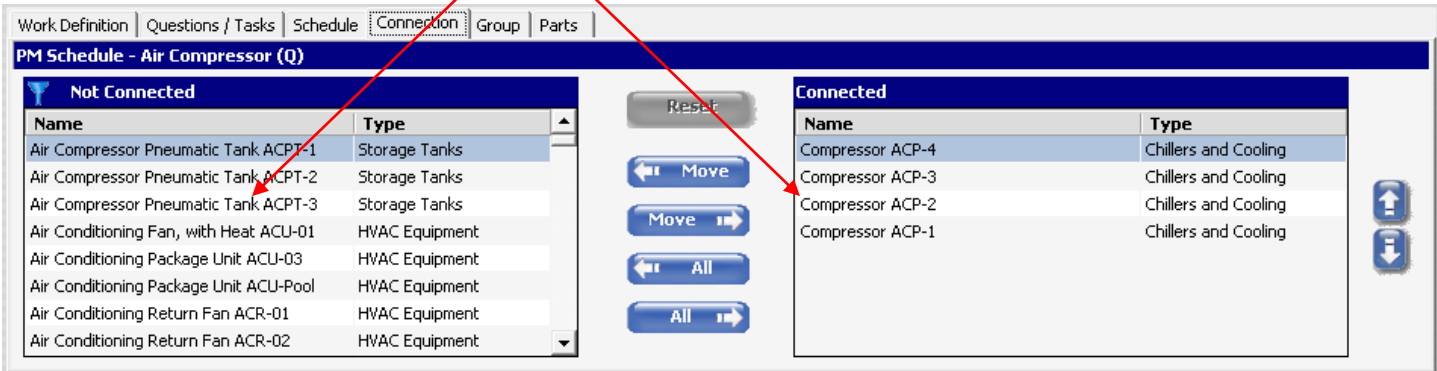 Work Definition Questions / Tasks Schedule Connection Group Parts
PM Schedule - Air Compressor (Q)
Not Connected
Name Type
Air Compressor Pneumatic Tank ACPT-1 Storage Tanks
Air Compressor Pneumatic Tank ACPT-2 Storage Tanks
Air Compressor Pneumatic Tank ACPT-3 Storage Tanks
Air Conditioning Fan, with Heat ACU-01 HVAC Equipment
Air Conditioning Package Unit ACU-03 HVAC Equipment
Air Conditioning Package Unit ACU-Pool HVAC Equipment
Air Conditioning Return Fan ACR-01 HVAC Equipment
Air Conditioning Return Fan ACR-02 HVAC Equipment
Reset
Move
Move
All
All
Connected
Name Type
Compressor ACP-4 Chillers and Cooling
Compressor ACP-3 Chillers and Cooling
Compressor ACP-2 Chillers and Cooling
Compressor ACP-1 Chillers and Cooling